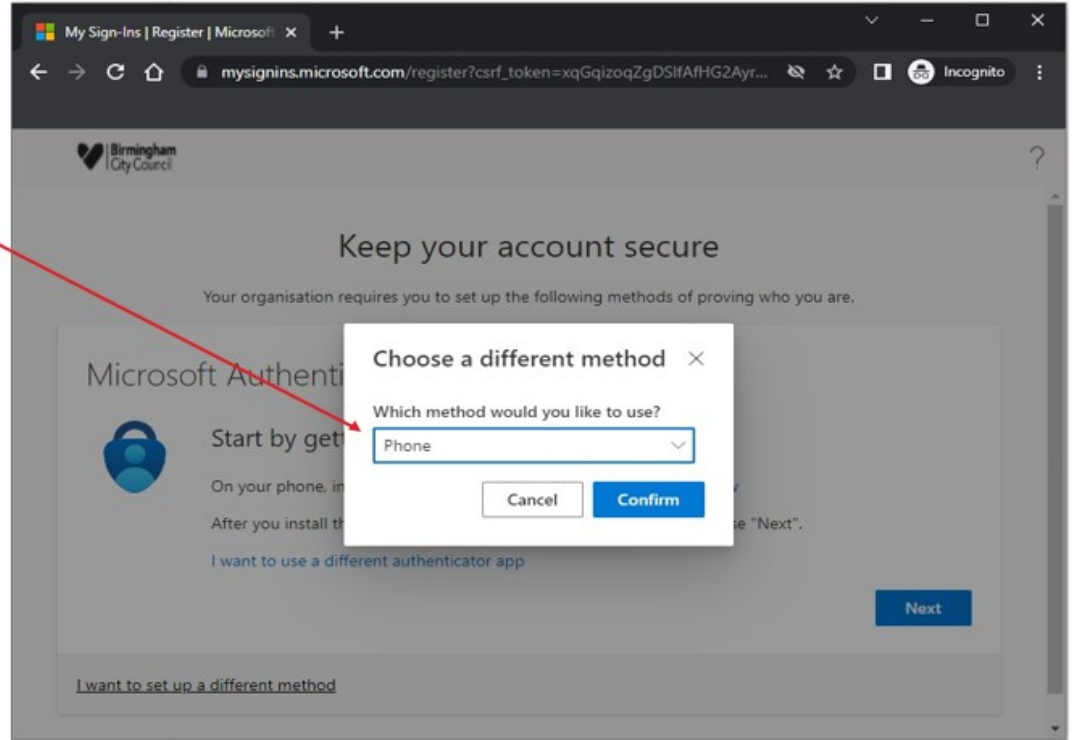 My Sign-Ins | Register | Microsoft
mysignins.microsoft.com/register?csrf_token=xqGqizoqZgDSlfAfHG2Ayr...
Incognito
Birmingham
City Council
?
Keep your account secure
Your organisation requires you to set up the following methods of proving who you are.
Choose a different method
Microsoft Authenti
Which method would you like to use?
Start by gett
Phone
On your phone, in
Cancel
Confirm
After you install th
se "Next".
I want to use a different authenticator app
Next
I want to set up a different method